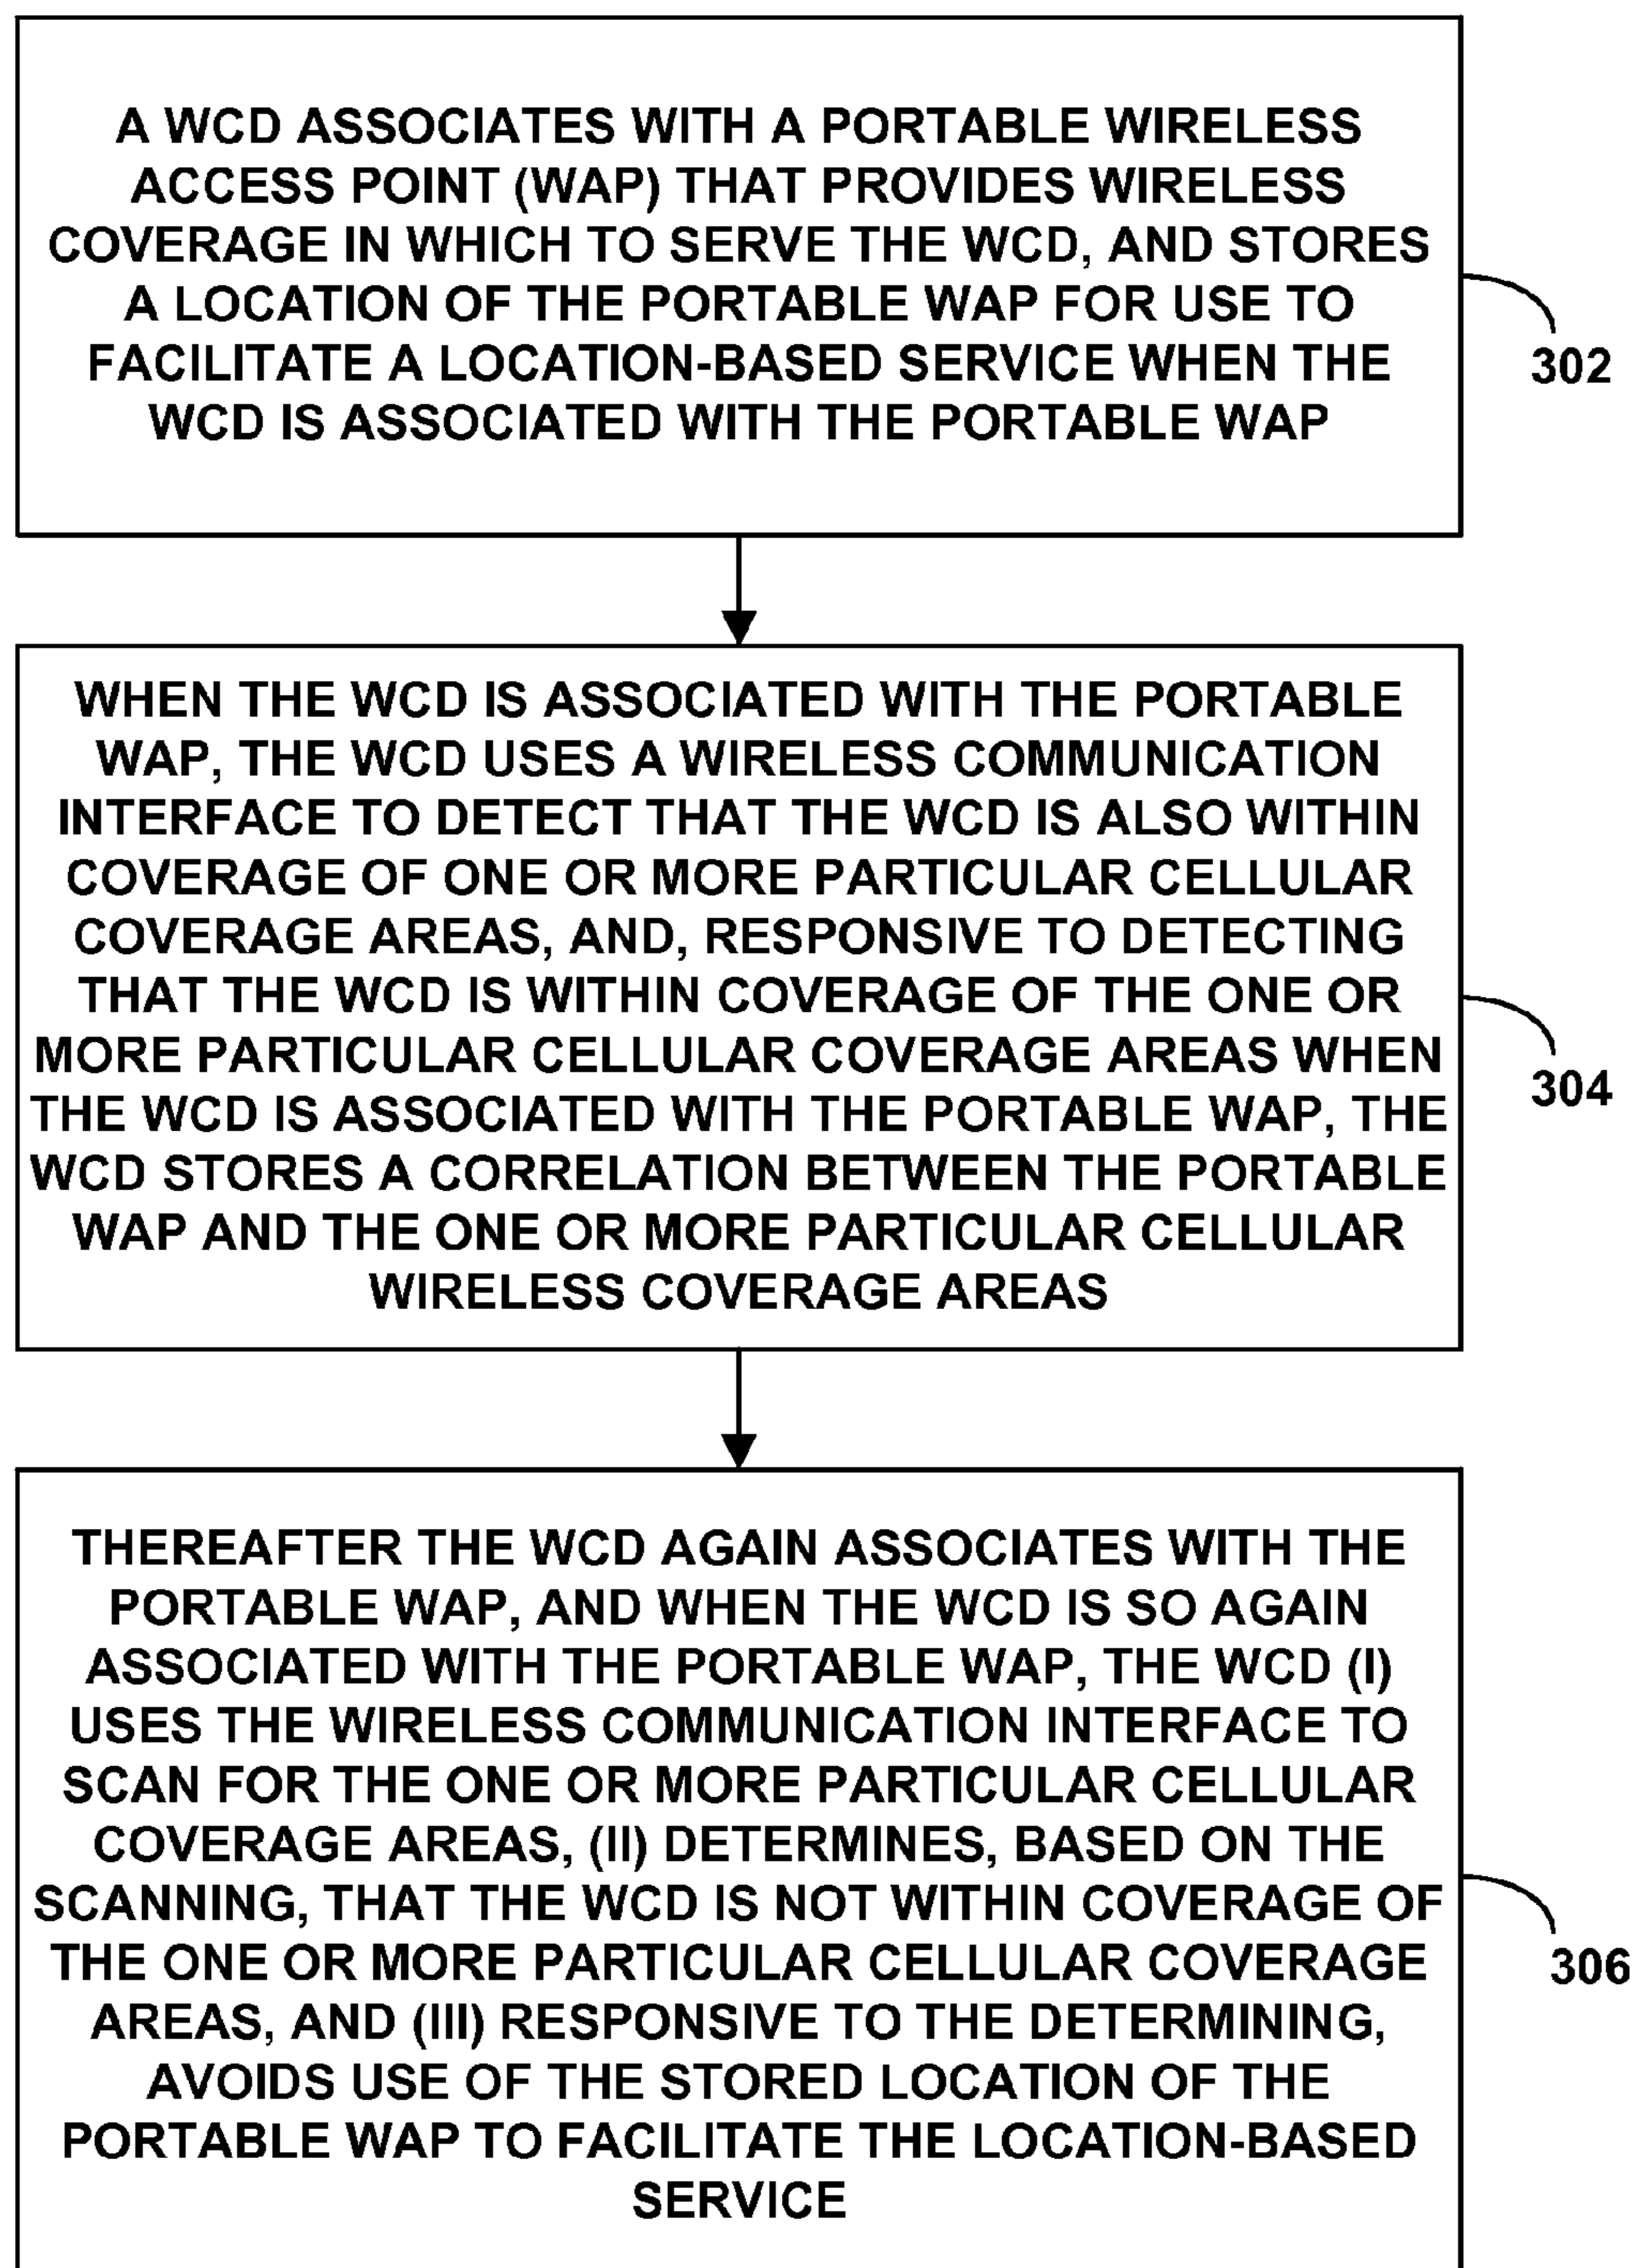 A WCD ASSOCIATES WITH A PORTABLE WIRELESS
ACCESS POINT (WAP) THAT PROVIDES WIRELESS
COVERAGE IN WHICH TO SERVE THE WCD, AND STORES
A LOCATION OF THE PORTABLE WAP FOR USE TO
FACILITATE A LOCATION-BASED SERVICE WHEN THE
WCD IS ASSOCIATED WITH THE PORTABLE WAP
302
WHEN THE WCD IS ASSOCIATED WITH THE PORTABLE
WAP, THE WCD USES A WIRELESS COMMUNICATION
INTERFACE TO DETECT THAT THE WCD IS ALSO WITHIN
COVERAGE OF ONE OR MORE PARTICULAR CELLULAR
COVERAGE AREAS, AND, RESPONSIVE TO DETECTING
THAT THE WCD IS WITHIN COVERAGE OF THE ONE OR
MORE PARTICULAR CELLULAR COVERAGE AREAS WHEN
THE WCD IS ASSOCIATED WITH THE PORTABLE WAP, THE
WCD STORES A CORRELATION BETWEEN THE PORTABLE
WAP AND THE ONE OR MORE PARTICULAR CELLULAR
WIRELESS COVERAGE AREAS
304
THEREAFTER THE WCD AGAIN ASSOCIATES WITH THE
PORTABLE WAP, AND WHEN THE WCD IS SO AGAIN
ASSOCIATED WITH THE PORTABLE WAP, THE WCD (I)
USES THE WIRELESS COMMUNICATION INTERFACE TO
SCAN FOR THE ONE OR MORE PARTICULAR CELLULAR
COVERAGE AREAS, (II) DETERMINES, BASED ON THE
SCANNING, THAT THE WCD IS NOT WITHIN COVERAGE OF
THE ONE OR MORE PARTICULAR CELLULAR COVERAGE
AREAS, AND (III) RESPONSIVE TO THE DETERMINING,
AVOIDS USE OF THE STORED LOCATION OF THE
PORTABLE WAP TO FACILITATE THE LOCATION-BASED
SERVICE
306